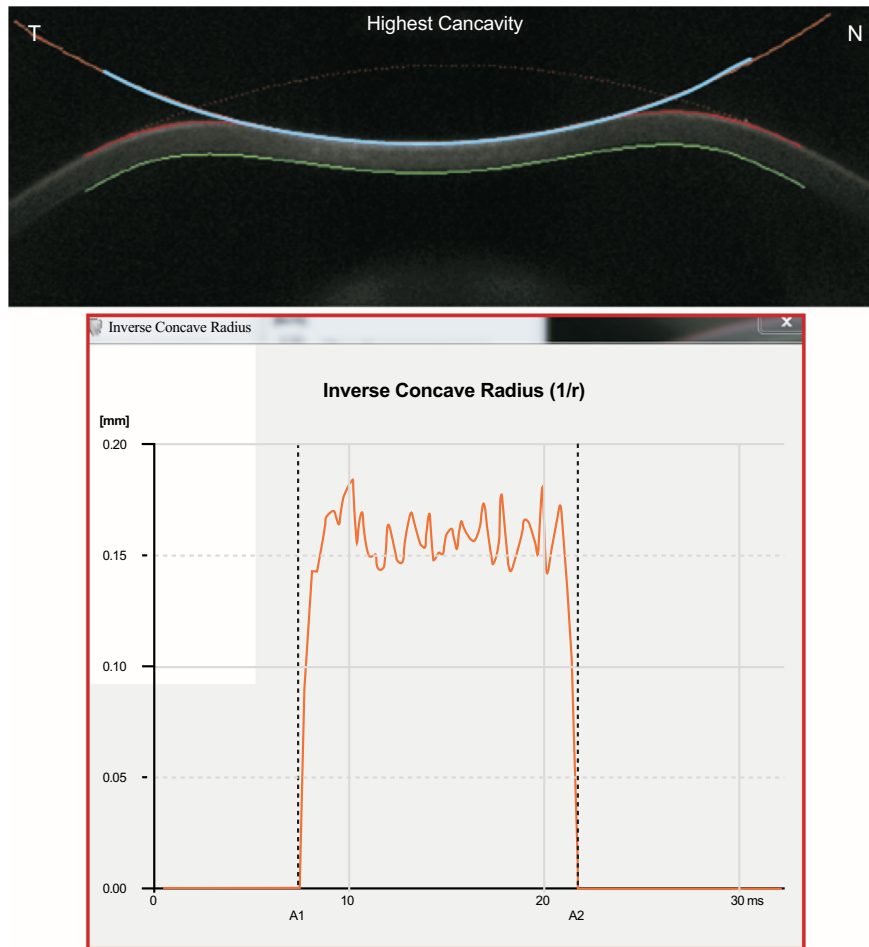 T
Highest Cancavity
N
Inverse Concave Radius
x
Inverse Concave Radius (1/r)
[mm]
0.20
0.15
0.10
0.05
0.00
0
10
20
30 ms
A1
A2